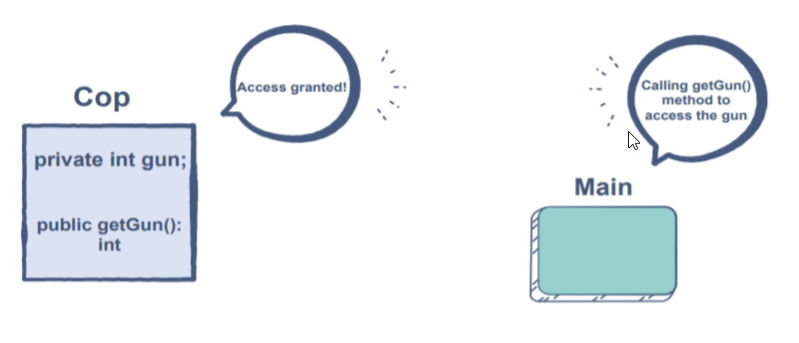 Cop
private int gun;
public getGun():
int
Access granted!
Calling getGun()
method to
access the gun
Main